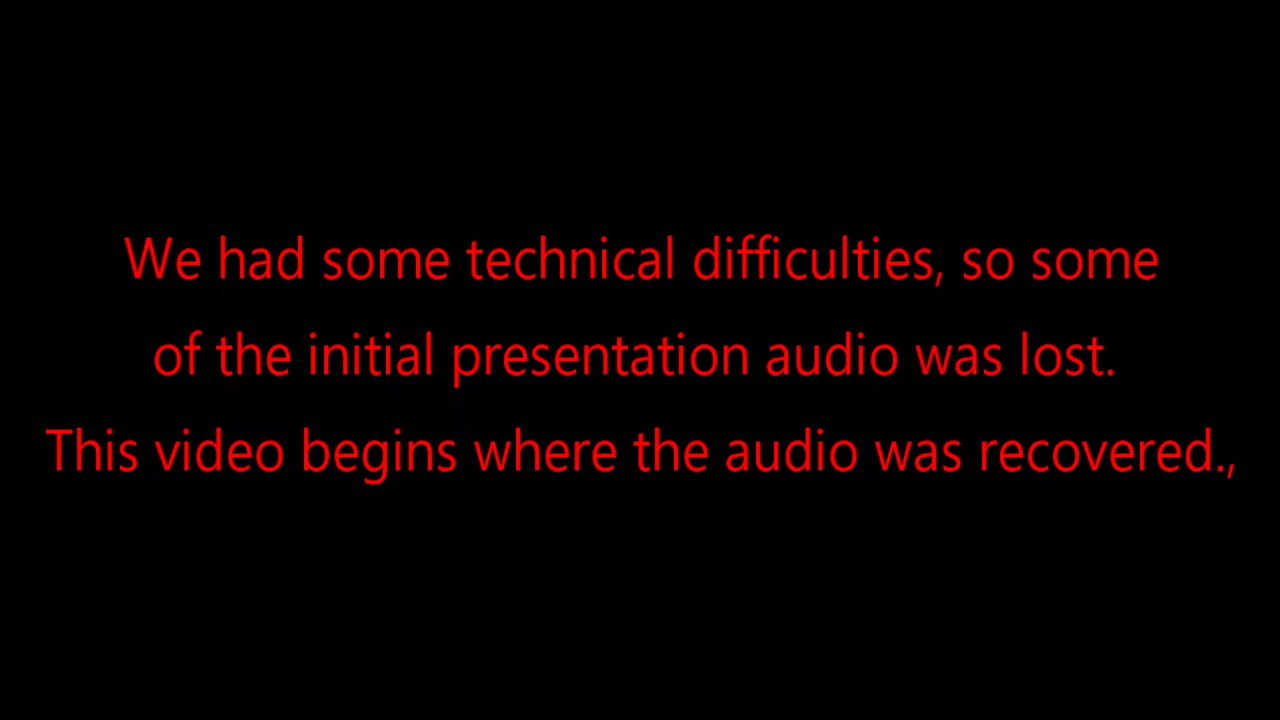 We had some technical difficulties, so some
of the initial presentation audio was lost.
This video begins where the audio was recovered.,